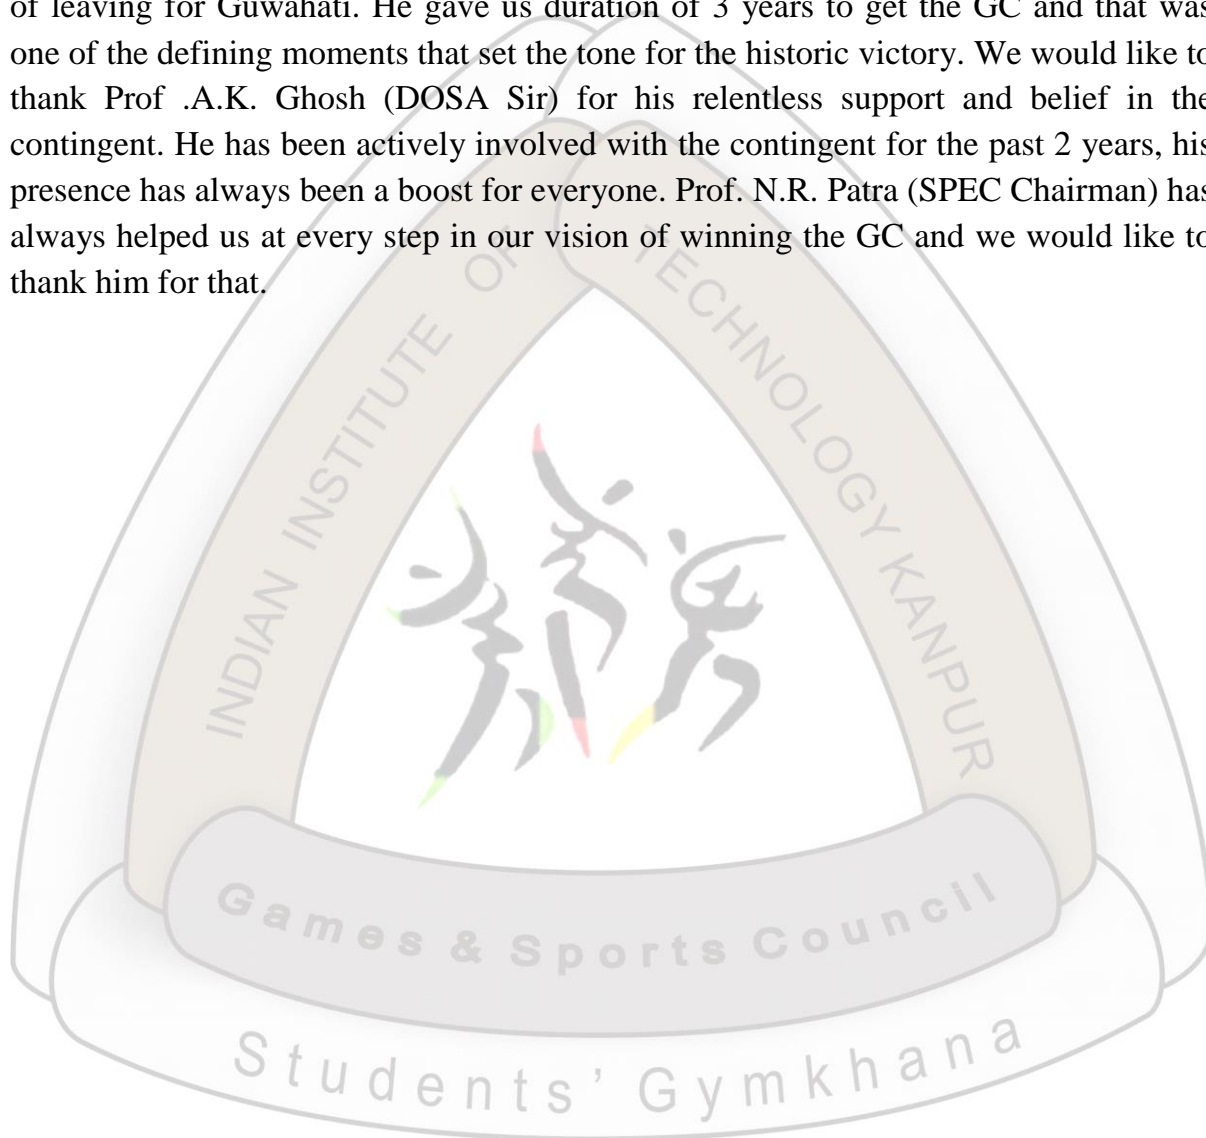 of leaving for Guwahati. He gave us duration of 3 years to get the GC and that was
one of the defining moments that set the tone for the historic victory. We would like to
thank Prof .A.K. Ghosh (DOSA Sir) for his relentless support and belief in the
contingent. He has been actively involved with the contingent for the past 2 years, his
presence has always been a boost for everyone. Prof. N.R. Patra (SPEC Chairman) has
always helped us at every step in our vision of winning the GC and we would like to
thank him for that.
INDIAN INSTITUTE OF TECHNOLOGY KANPUR
Games & Sports Council
Students' Gymkhana